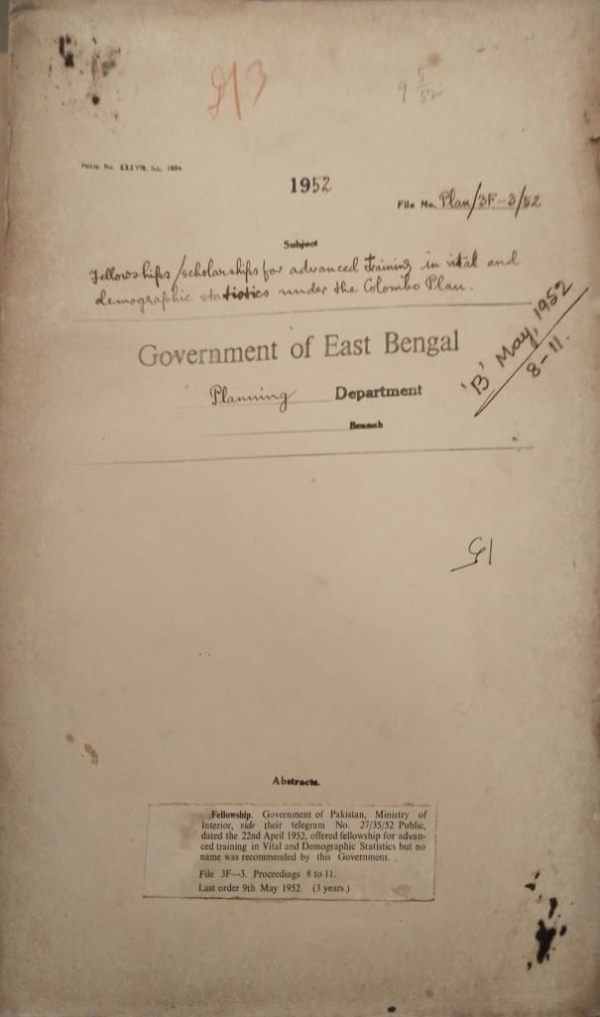 2/3
9 5/52
1952
File No. Plan/3F-3/52
Subject
Fellowships/scholarships for advanced training in vital and
demographic statistics under the Colombo Plan.
Government of East Bengal
'B' May, 1952
8-11.
Planning Department
Branch
Abstracts.
Fellowship. Government of Pakistan, Ministry of
Interior, vide their telegram No. 27/35/52 Public,
dated the 22nd April 1952, offered fellowship for advan-
ced training in Vital and Demographic Statistics but no
name was recommended by this Government.
File 3F—3. Proceedings 8 to 11.
Last order 9th May 1952. (3 years.)